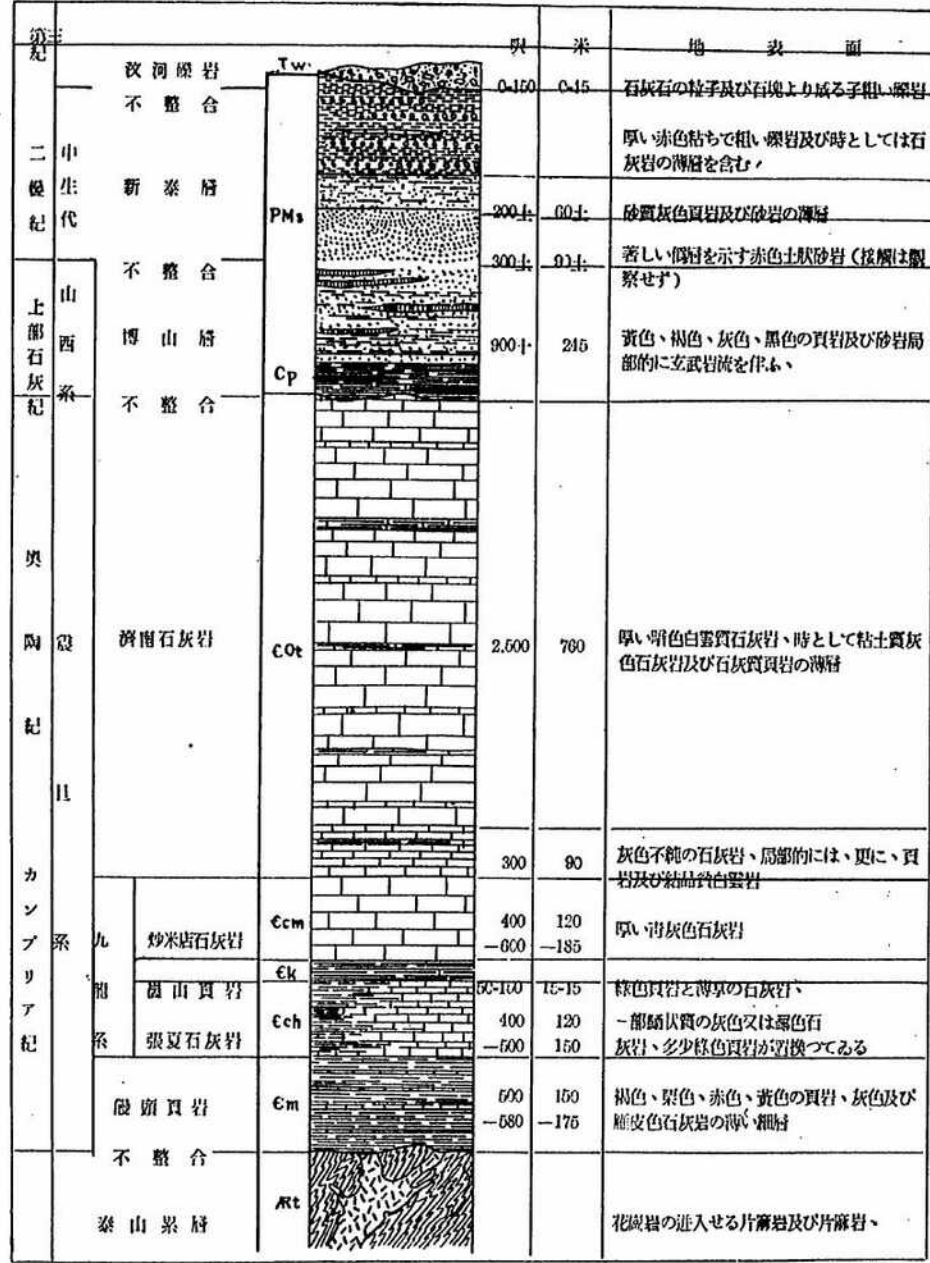 第三紀
呎 米 地表面
汶河礫岩 Tw 0-150 0-15 石灰石の粒子及び石塊より成る子粗い礫岩
不整合
厚い赤色粘ちで粗い礫岩及び時としては石
灰岩の薄層を含む,
二疊紀
中生代
新泰層 PMs
200± 60± 砂質灰色頁岩及び砂岩の薄層
300± 90± 著しい偽層を示す赤色土狀砂岩(接觸は觀
察せず)
不整合
上部石灰紀
山西系
博山層 Cp 900± 245 黃色、褐色、灰色、黑色の頁岩及び砂岩局
部的に玄武岩流を伴ふ、
不整合
奧陶紀
震旦系
濟南石灰岩 ЄOt 2,500 760 厚い暗色白雲質石灰岩、時として粘土質灰
色石灰岩及び石灰質頁岩の薄層
300 90 灰色不純の石灰岩、局部的には、更に、頁
岩及び結晶質白雲岩
カンブリア紀
九龍系
炒米店石灰岩 Єcm 400 120 厚い靑灰色石灰岩
—600 —185
崮山頁岩 Єk 50-100 15-15 綠色頁岩と薄厚の石灰岩、
張夏石灰岩 Єch 400 120 一部鮞狀質の灰色又は 色石
—500 150 灰岩、多少綠色頁岩が置換つてゐる
饅頭頁岩 Єm 500 150 褐色、栗色、赤色、黃色の頁岩、灰色及び
—580 —175 皮色石灰岩の薄い細層
不整合
泰山累層 ÆRt 花崗岩の迸入せる片麻岩及び片麻岩、